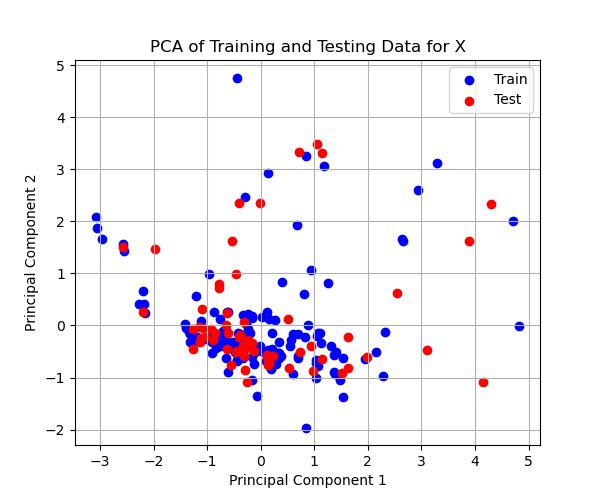 PCA of Training and Testing Data for X
Train
Test
5
4
3
2
1
0
−1
−2
Principal Component 2
−3 −2 −1 0 1 2 3 4 5
Principal Component 1